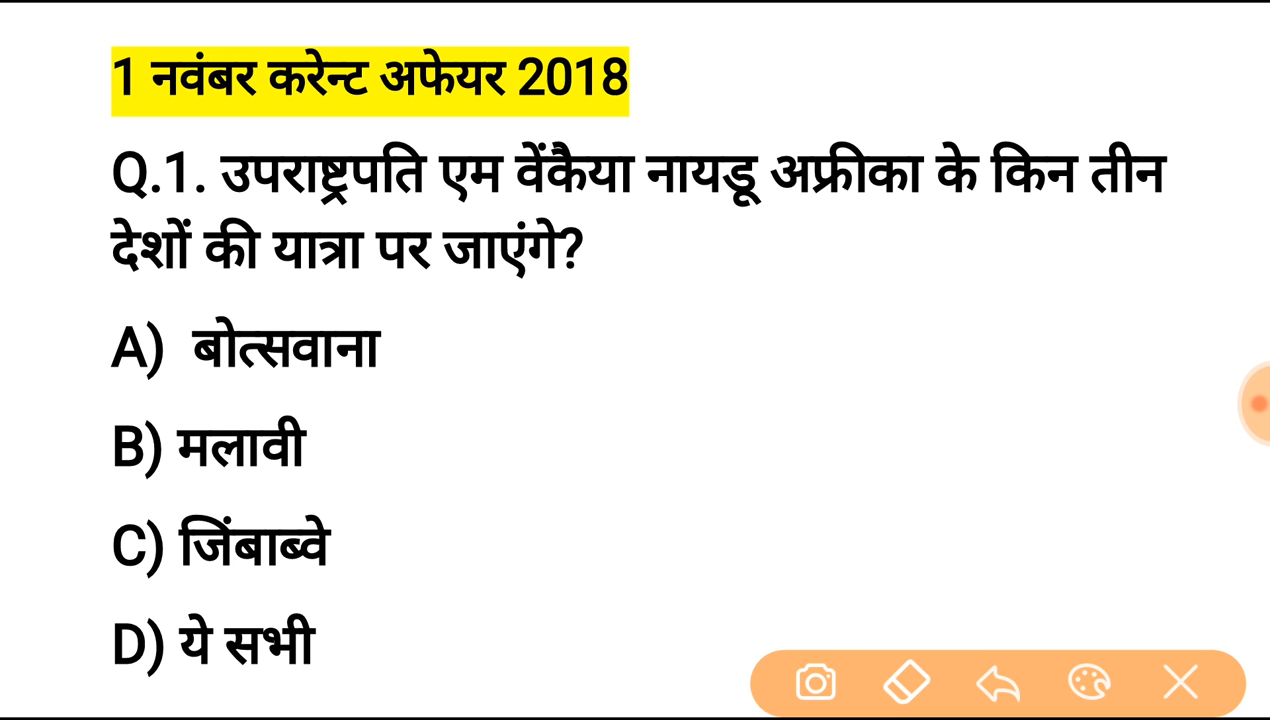 1 नवंबर करेन्ट अफेयर 2018
Q.1. उपराष्ट्रपति एम वेंकैया नायडू अफ्रीका के किन तीन
देशों की यात्रा पर जाएंगे?
A) बोत्सवाना
B) मलावी
C) जिंबाब्वे
D) ये सभी